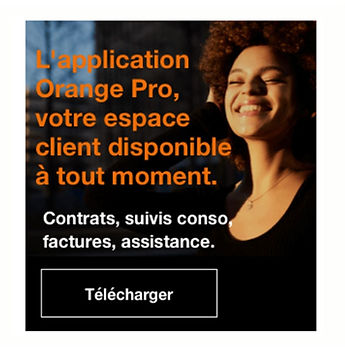 L'application
Orange Pro,
votre espace
client disponible
à tout moment.
Contrats, suivis conso,
factures, assistance.
Télécharger